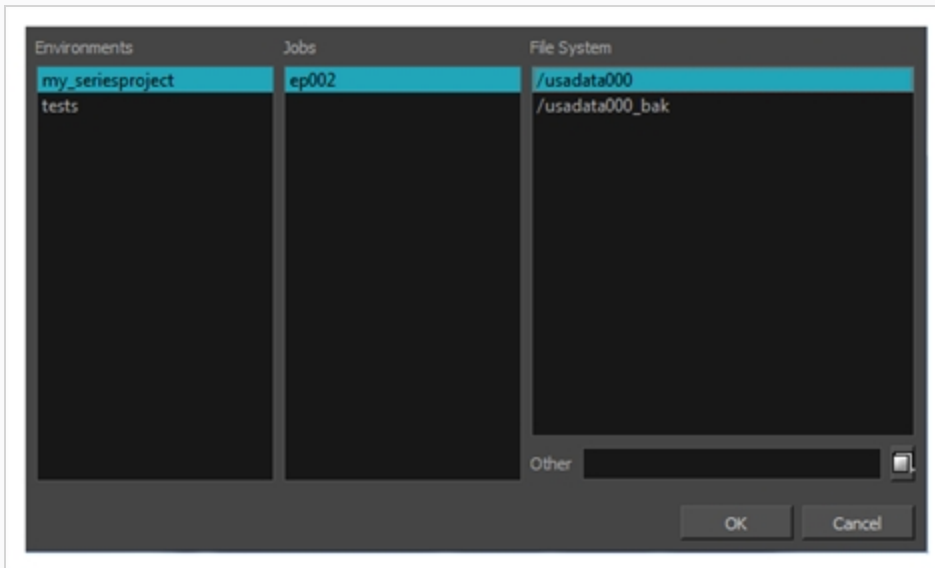 Environments
Jobs
File System
my_seriesproject
ep002
/usadata000
tests
/usadata000_bak
Other
OK
Cancel